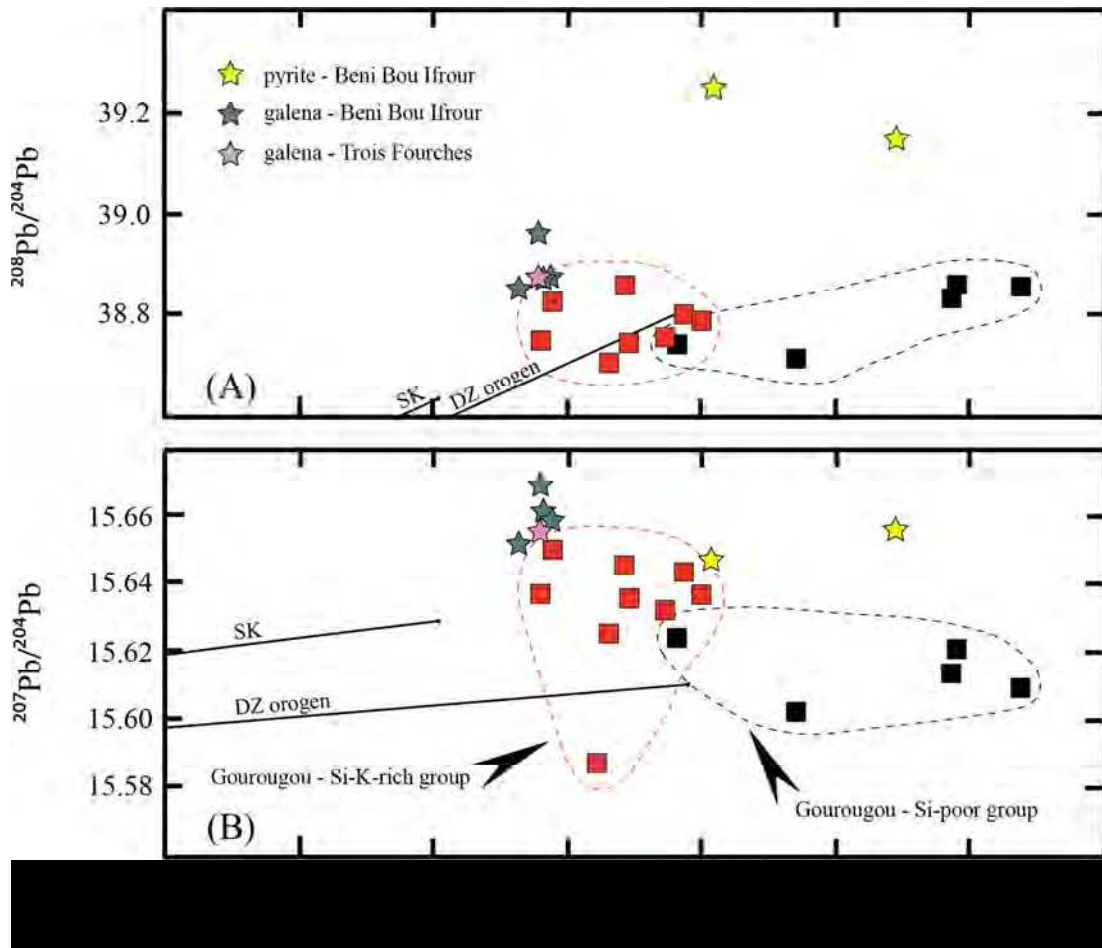 pyrite - Beni Bou Ifrour
galena - Beni Bou Ifrour
galena - Trois Fourches
²⁰⁸Pb/²⁰⁴Pb
39.2
39.0
38.8
(A)
SK
DZ orogen
²⁰⁷Pb/²⁰⁴Pb
15.66
15.64
15.62
15.60
15.58
SK
DZ orogen
Gourougou - Si-K-rich group
Gourougou - Si-poor group
(B)